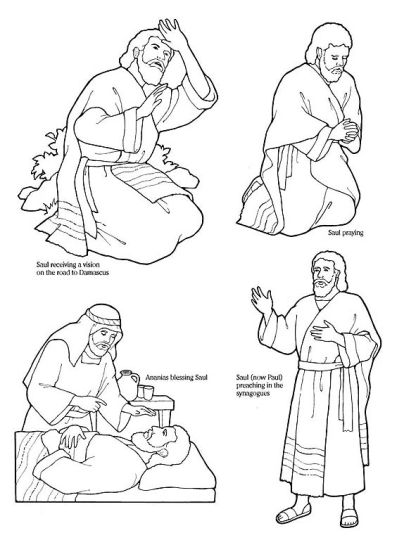 Saul receiving a vision
on the road to Damascus
Saul praying
Ananias blessing Saul
Saul (now Paul)
preaching in the
synagogues